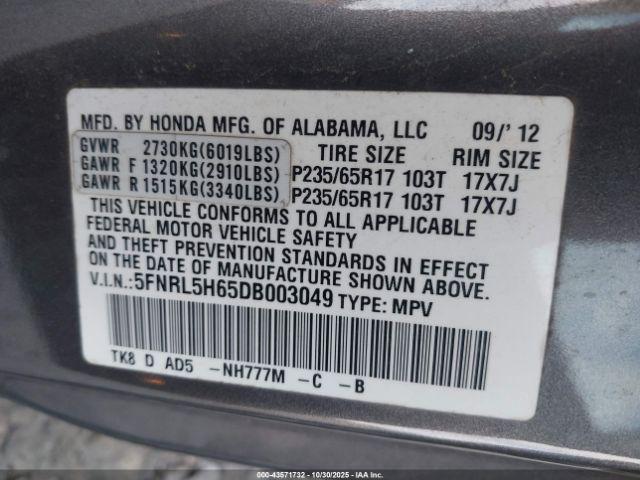 MFD. BY HONDA MFG. OF ALABAMA, LLC 09/' 12
GVWR 2730KG(6019LBS) TIRE SIZE RIM SIZE
GAWR F 1320KG(2910LBS) P235/65R17 103T 17X7J
GAWR R 1515KG(3340LBS) P235/65R17 103T 17X7J
THIS VEHICLE CONFORMS TO ALL APPLICABLE
FEDERAL MOTOR VEHICLE SAFETY
AND THEFT PREVENTION STANDARDS IN EFFECT
ON THE DATE OF MANUFACTURE SHOWN ABOVE.
V.I.N.:5FNRL5H65DB003049 TYPE: MPV
TK8 D AD5 -NH777M -C -B
000-43571732 - 10/30/2025 - IAAI.Inc.